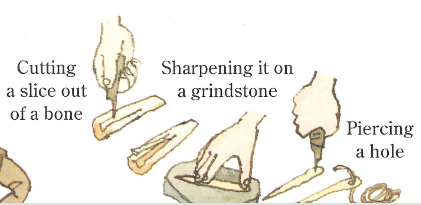 Cutting
a slice out
of a bone
Sharpening it on
a grindstone
Piercing
a hole